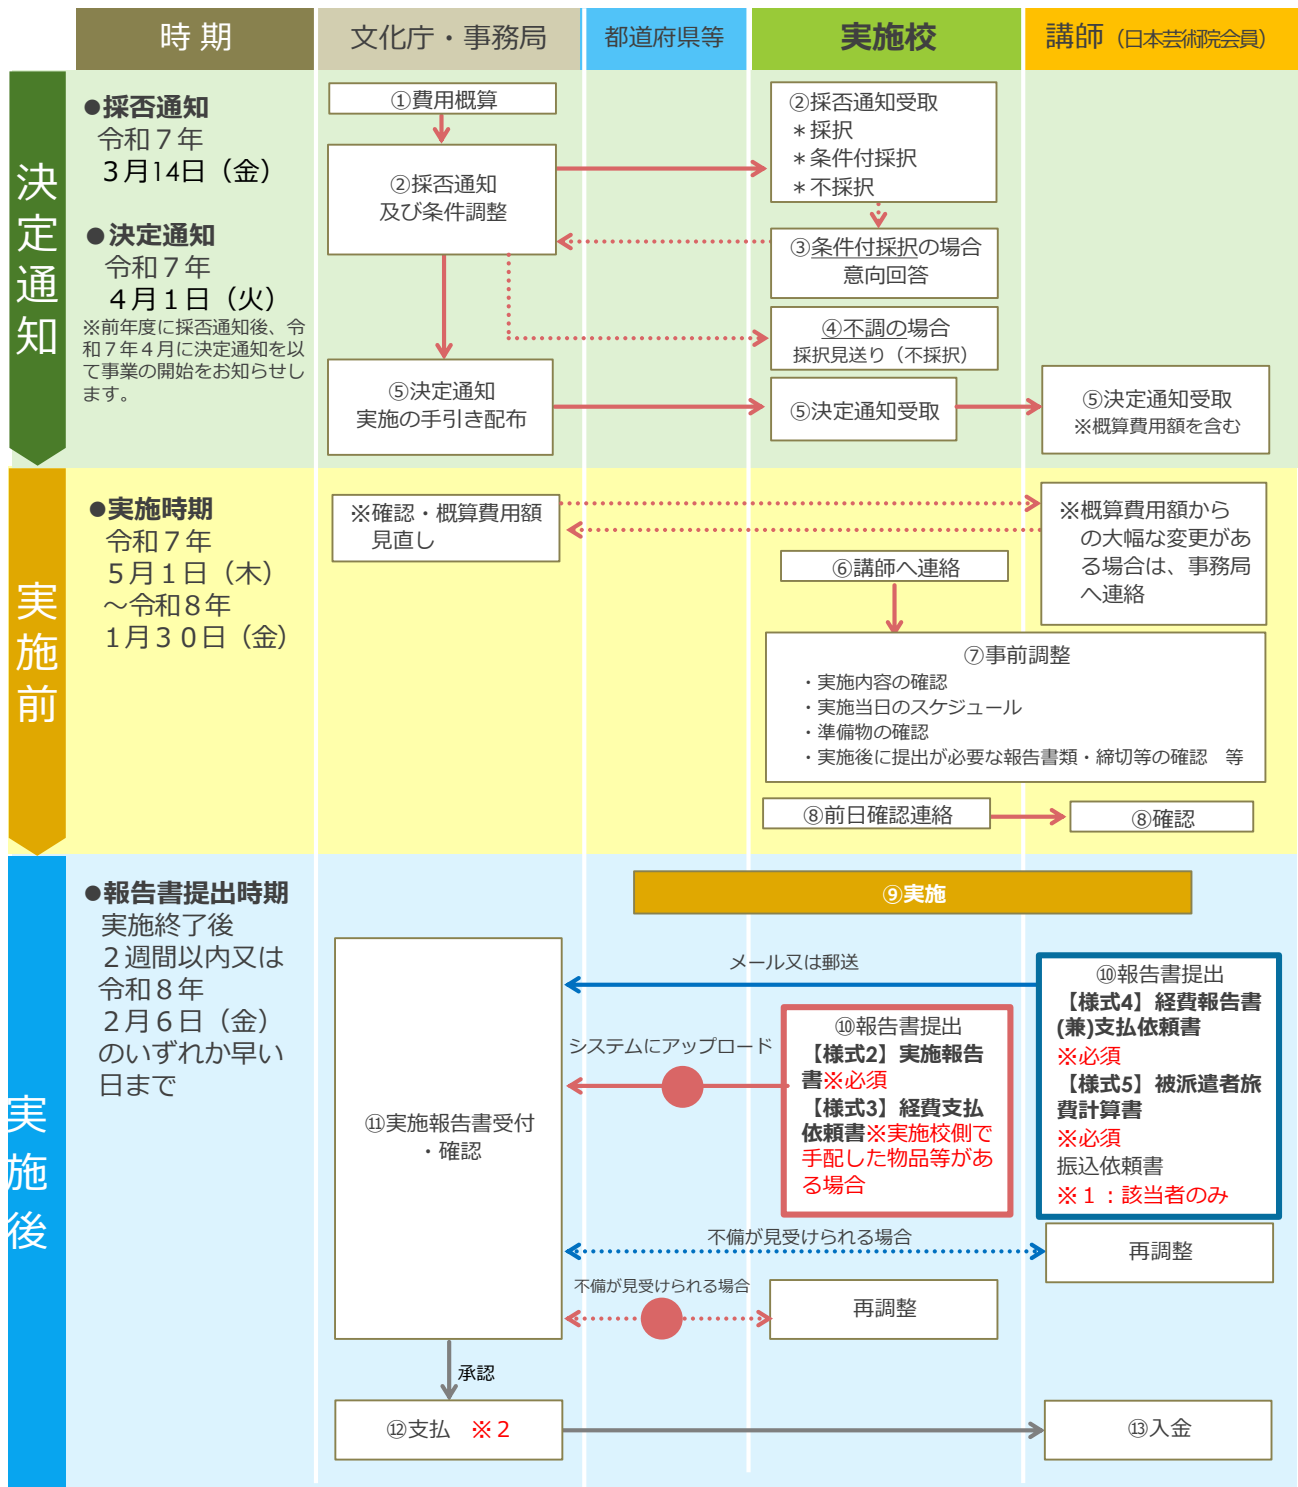 時 期
文化庁・事務局
都道府県等
実施校
講師（日本芸術院会員）
決定通知
●採否通知
令和７年
３月14日（金）
●決定通知
令和７年
４月１日（火）
※前年度に採否通知後、令
和７年４月に決定通知を以
て事業の開始をお知らせし
ます。
①費用概算
②採否通知
及び条件調整
②採否通知受取
＊採択
＊条件付採択
＊不採択
③条件付採択の場合
意向回答
④不調の場合
採択見送り（不採択）
⑤決定通知
実施の手引き配布
⑤決定通知受取
⑤決定通知受取
※概算費用額を含む
実施前
●実施時期
令和７年
５月１日（木）
～令和８年
１月３０日（金）
※確認・概算費用額
見直し
※概算費用額から
の大幅な変更があ
る場合は、事務局
へ連絡
⑥講師へ連絡
⑦事前調整
・実施内容の確認
・実施当日のスケジュール
・準備物の確認
・実施後に提出が必要な報告書類・締切等の確認　等
⑧前日確認連絡
⑧確認
実施後
●報告書提出時期
実施終了後
２週間以内又は
令和８年
２月６日（金）
のいずれか早い
日まで
⑨実施
メール又は郵送
⑩報告書提出
【様式4】経費報告書
(兼)支払依頼書
※必須
【様式5】被派遣者旅
費計算書
※必須
振込依頼書
※１：該当者のみ
システムにアップロード
⑩報告書提出
【様式2】実施報告
書※必須
【様式3】経費支払
依頼書※実施校側で
手配した物品等があ
る場合
⑪実施報告書受付
・確認
不備が見受けられる場合
再調整
不備が見受けられる場合
再調整
承認
⑫支払　※２
⑬入金